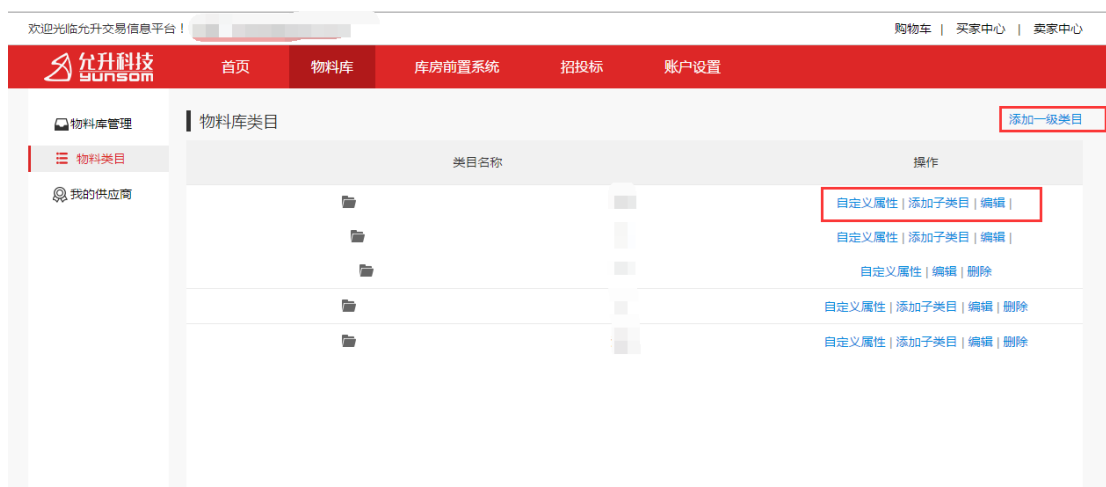 欢迎光临允升交易信息平台！
购物车 | 买家中心 | 卖家中心
允升科技 首页 物料库 库房前置系统 招投标 账户设置
yunsom
物料库管理
物料类目
我的供应商
物料库类目
添加一级类目
类目名称 操作
自定义属性 | 添加子类目 | 编辑 |
自定义属性 | 添加子类目 | 编辑 |
自定义属性 | 编辑 | 删除
自定义属性 | 添加子类目 | 编辑 | 删除
自定义属性 | 添加子类目 | 编辑 | 删除